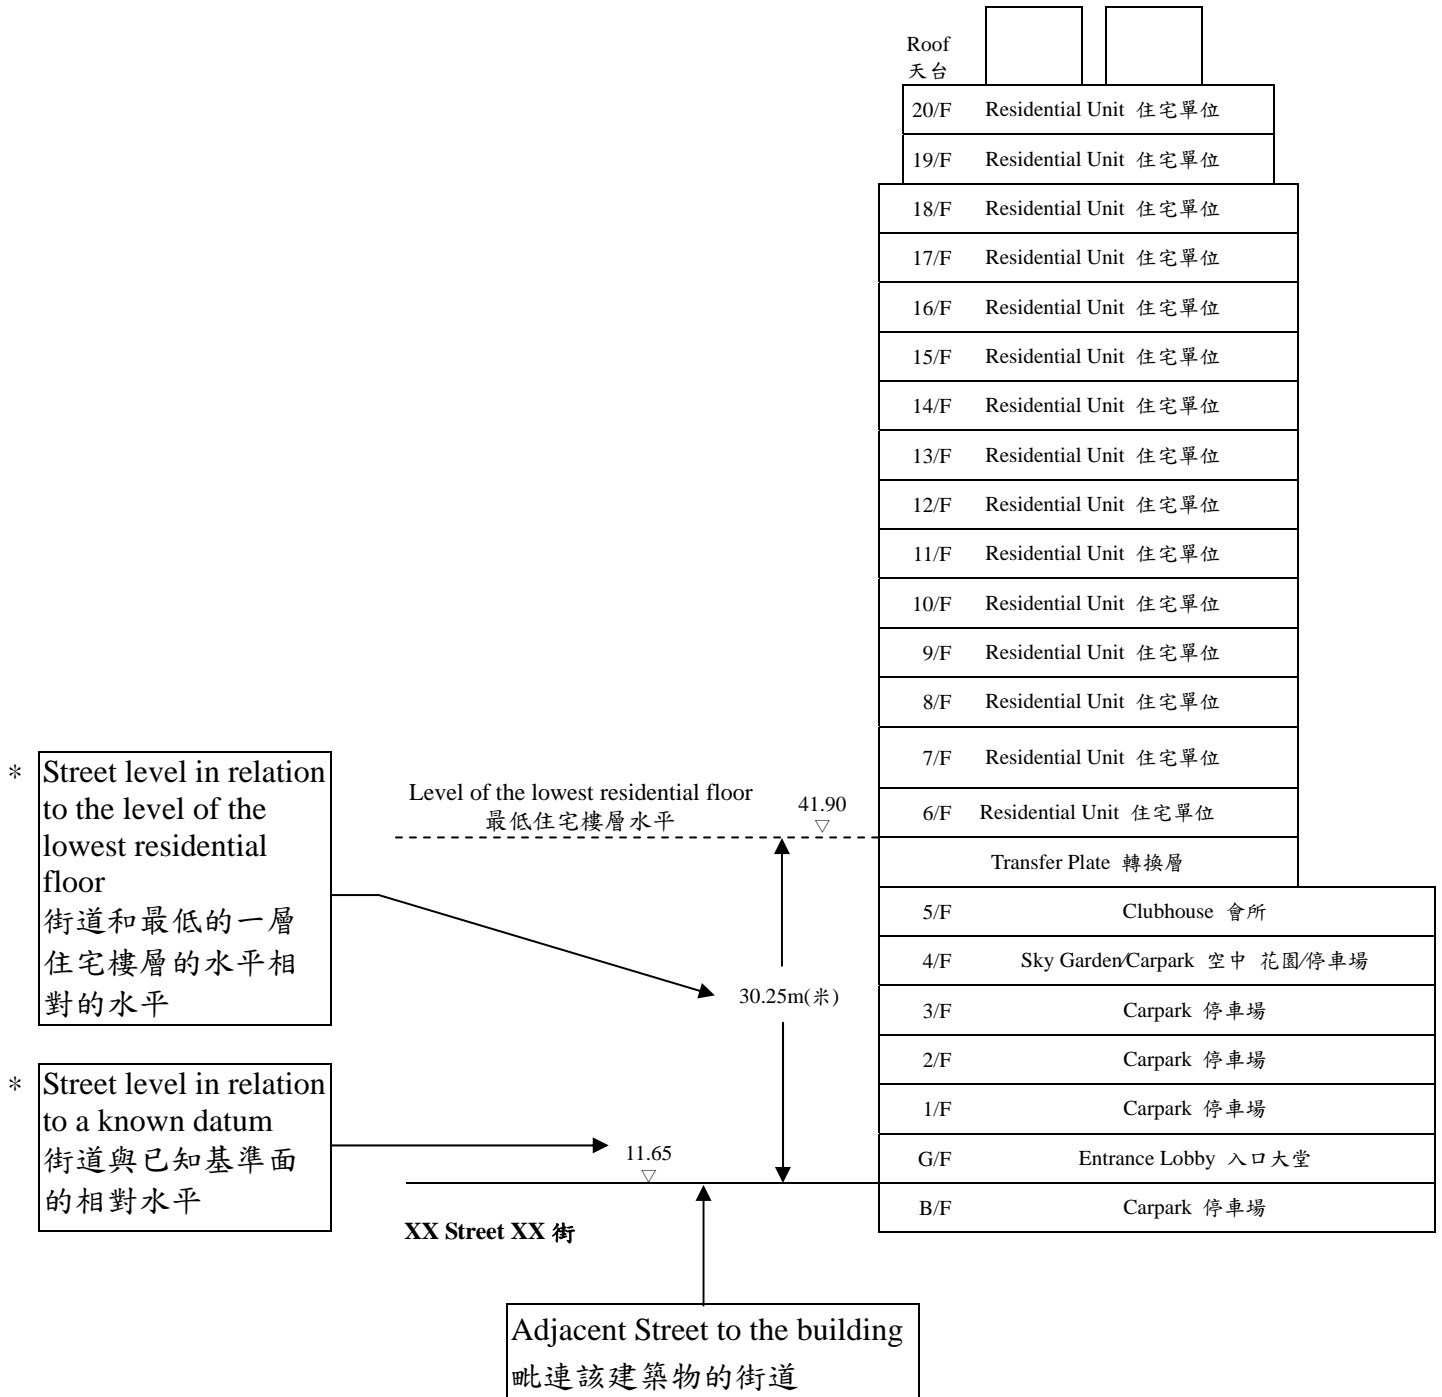 Roof
天台
20/F Residential Unit 住宅單位
19/F Residential Unit 住宅單位
18/F Residential Unit 住宅單位
17/F Residential Unit 住宅單位
16/F Residential Unit 住宅單位
15/F Residential Unit 住宅單位
14/F Residential Unit 住宅單位
13/F Residential Unit 住宅單位
12/F Residential Unit 住宅單位
11/F Residential Unit 住宅單位
10/F Residential Unit 住宅單位
9/F Residential Unit 住宅單位
8/F Residential Unit 住宅單位
7/F Residential Unit 住宅單位
6/F Residential Unit 住宅單位
Transfer Plate 轉換層
5/F Clubhouse 會所
4/F Sky Garden/Carpark 空中 花園/停車場
3/F Carpark 停車場
2/F Carpark 停車場
1/F Carpark 停車場
G/F Entrance Lobby 入口大堂
B/F Carpark 停車場
* Street level in relation
to the level of the
lowest residential
floor
街道和最低的一層
住宅樓層的水平相
對的水平
Level of the lowest residential floor
最低住宅樓層水平
41.90
30.25m(米)
* Street level in relation
to a known datum
街道與已知基準面
的相對水平
11.65
XX Street XX 街
Adjacent Street to the building
毗連該建築物的街道